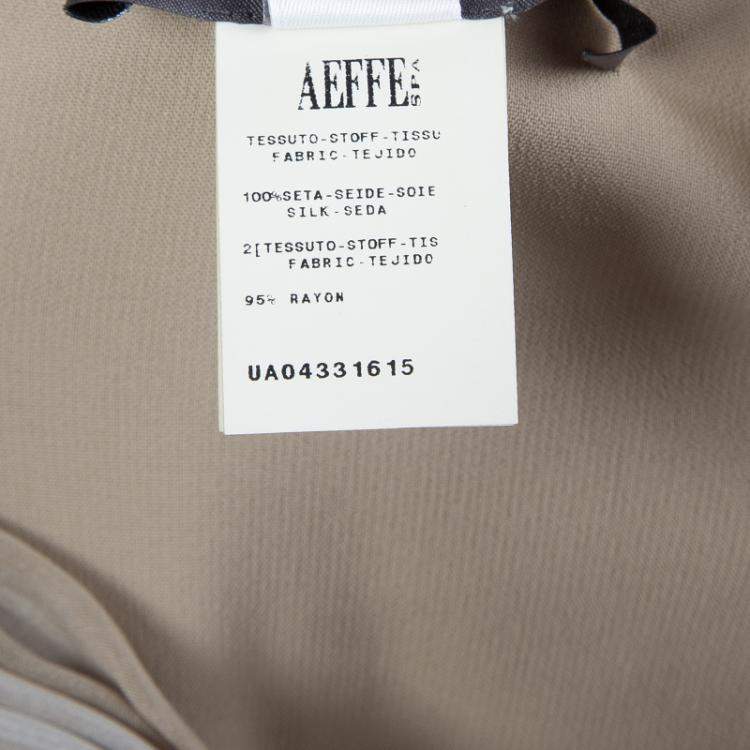 AEFFE SPA
TESSUTO-STOFF-TISSU
FABRIC-TEJIDO
100%SETA-SEIDE-SOIE
SILK-SEDA
2[TESSUTO-STOFF-TIS
FABRIC-TEJIDO
95% RAYON
UA04331615